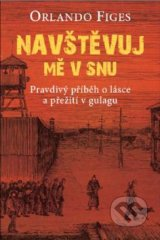 ORLANDO FIGES
NAVŠTĚVUJ
MĚ V SNU
Pravdivý příběh o lásce
a přežití v gulagu